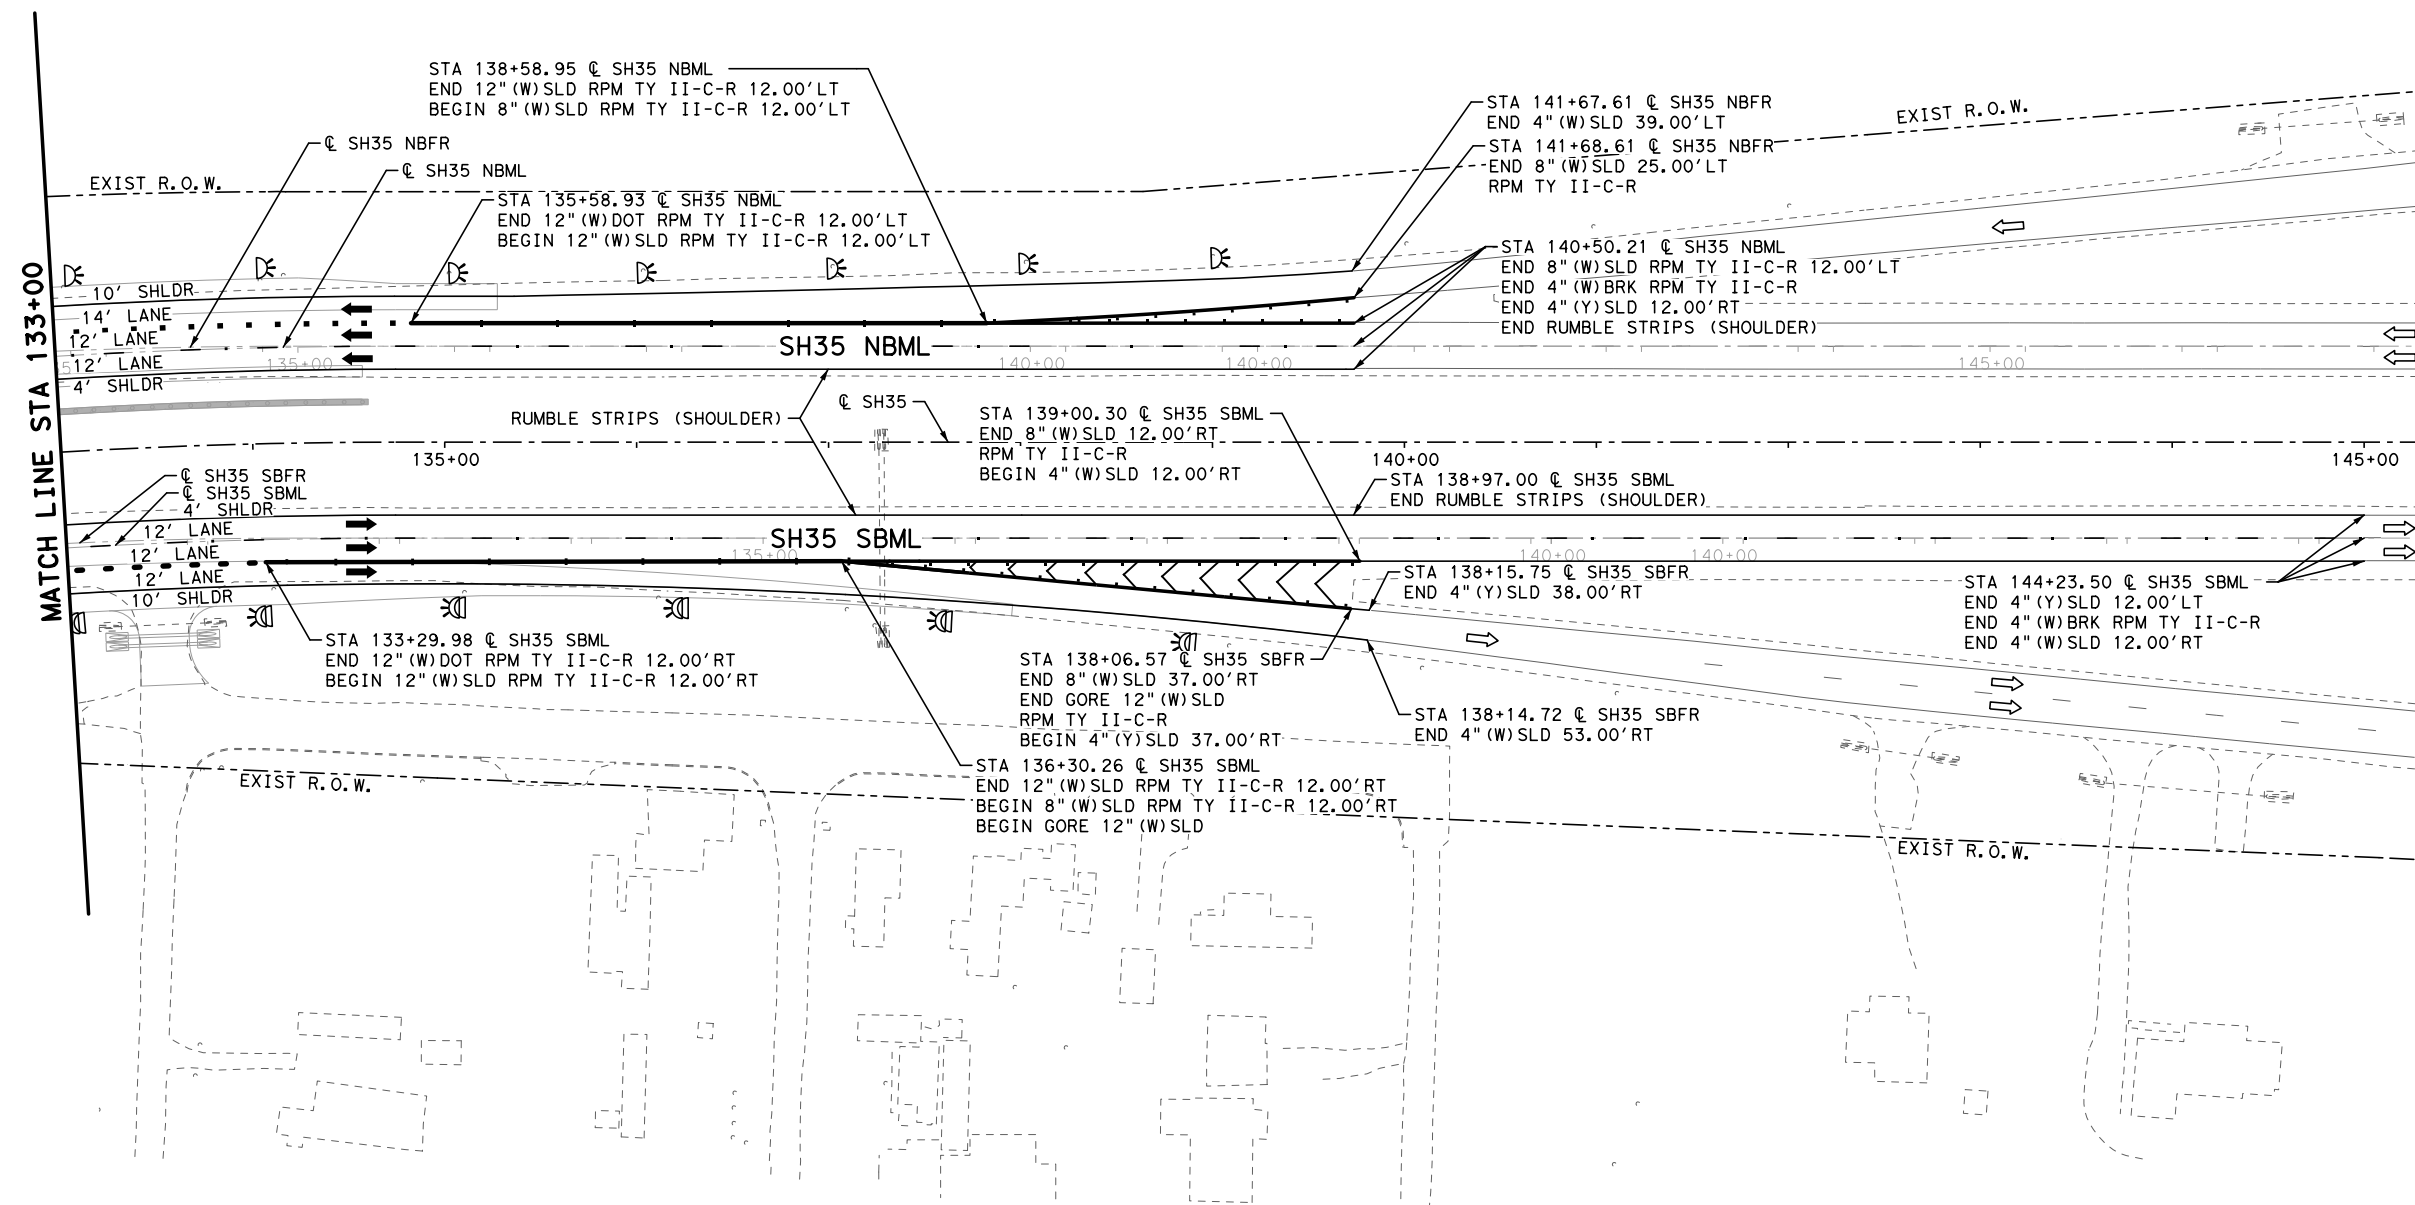 STA 138+58.95 ℄ SH35 NBML
END 12"(W)SLD RPM TY II-C-R 12.00'LT
BEGIN 8"(W)SLD RPM TY II-C-R 12.00'LT
℄ SH35 NBFR
℄ SH35 NBML
EXIST R.O.W.
STA 135+58.93 ℄ SH35 NBML
END 12"(W)DOT RPM TY II-C-R 12.00'LT
BEGIN 12"(W)SLD RPM TY II-C-R 12.00'LT
STA 141+67.61 ℄ SH35 NBFR
END 4"(W)SLD 39.00'LT
STA 141+68.61 ℄ SH35 NBFR
END 8"(W)SLD 25.00'LT
RPM TY II-C-R
EXIST R.O.W.
STA 140+50.21 ℄ SH35 NBML
END 8"(W)SLD RPM TY II-C-R 12.00'LT
END 4"(W)BRK RPM TY II-C-R
END 4"(Y)SLD 12.00'RT
END RUMBLE STRIPS (SHOULDER)
MATCH LINE STA 133+00
10' SHLDR
14' LANE
12' LANE
12' LANE
4' SHLDR
SH35 NBML
135+00
140+00
140+00
145+00
RUMBLE STRIPS (SHOULDER)
℄ SH35
STA 139+00.30 ℄ SH35 SBML
END 8"(W)SLD 12.00'RT
RPM TY II-C-R
BEGIN 4"(W)SLD 12.00'RT
135+00
140+00
145+00
STA 138+97.00 ℄ SH35 SBML
END RUMBLE STRIPS (SHOULDER)
℄ SH35 SBFR
℄ SH35 SBML
4' SHLDR
12' LANE
12' LANE
12' LANE
10' SHLDR
SH35 SBML
135+00
140+00
140+00
STA 138+15.75 ℄ SH35 SBFR
END 4"(Y)SLD 38.00'RT
STA 144+23.50 ℄ SH35 SBML
END 4"(Y)SLD 12.00'LT
END 4"(W)BRK RPM TY II-C-R
END 4"(W)SLD 12.00'RT
STA 133+29.98 ℄ SH35 SBML
END 12"(W)DOT RPM TY II-C-R 12.00'RT
BEGIN 12"(W)SLD RPM TY II-C-R 12.00'RT
STA 138+06.57 ℄ SH35 SBFR
END 8"(W)SLD 37.00'RT
END GORE 12"(W)SLD
RPM TY II-C-R
BEGIN 4"(Y)SLD 37.00'RT
STA 138+14.72 ℄ SH35 SBFR
END 4"(W)SLD 53.00'RT
STA 136+30.26 ℄ SH35 SBML
END 12"(W)SLD RPM TY II-C-R 12.00'RT
BEGIN 8"(W)SLD RPM TY II-C-R 12.00'RT
BEGIN GORE 12"(W)SLD
EXIST R.O.W.
EXIST R.O.W.